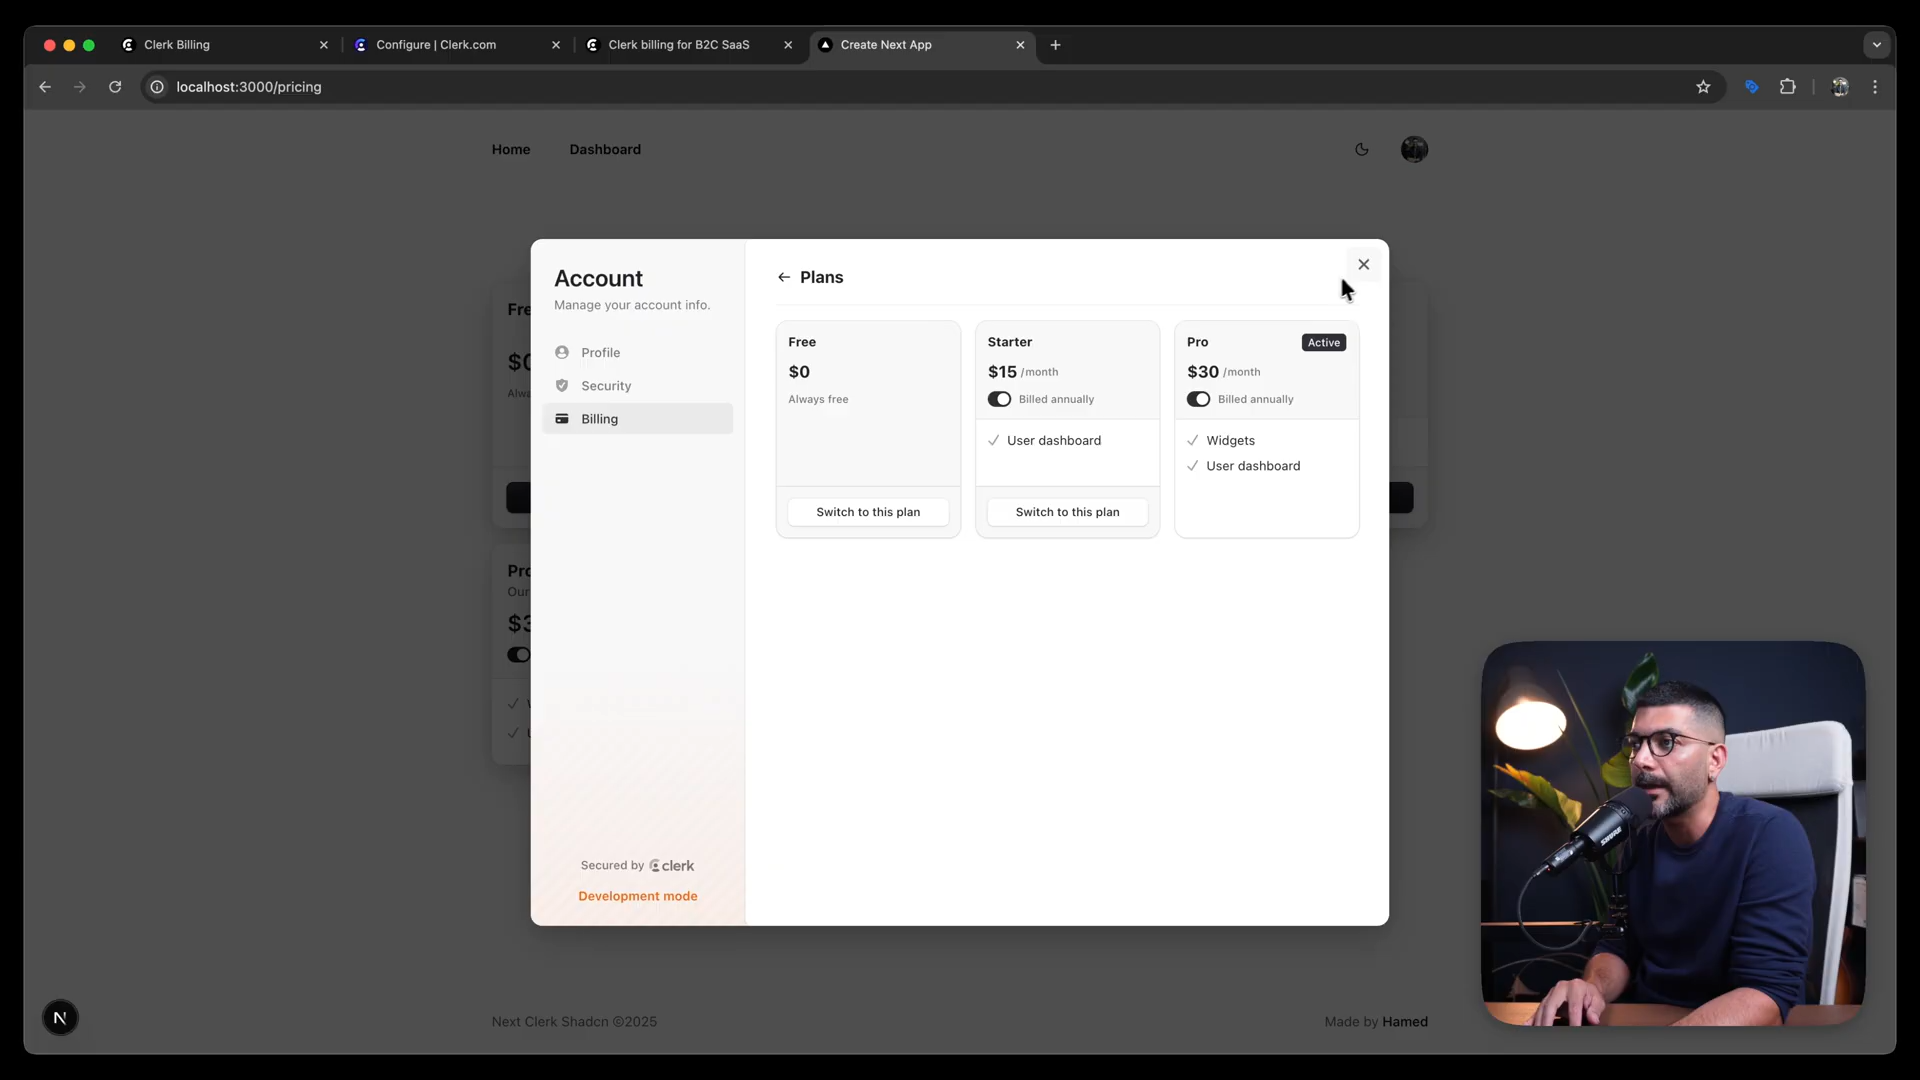 Clerk Billing
Configure | Clerk.com
Clerk billing for B2C SaaS
Create Next App
localhost:3000/pricing
Home
Dashboard
Account
Manage your account info.
Profile
Security
Billing
Secured by clerk
Development mode
Plans
Free
$0
Always free
Switch to this plan
Starter
$15 /month
Billed annually
User dashboard
Switch to this plan
Pro
Active
$30 /month
Billed annually
Widgets
User dashboard
$0
$3
Our
N
SHURE
Next Clerk Shadcn ©2025
Made by Hamed